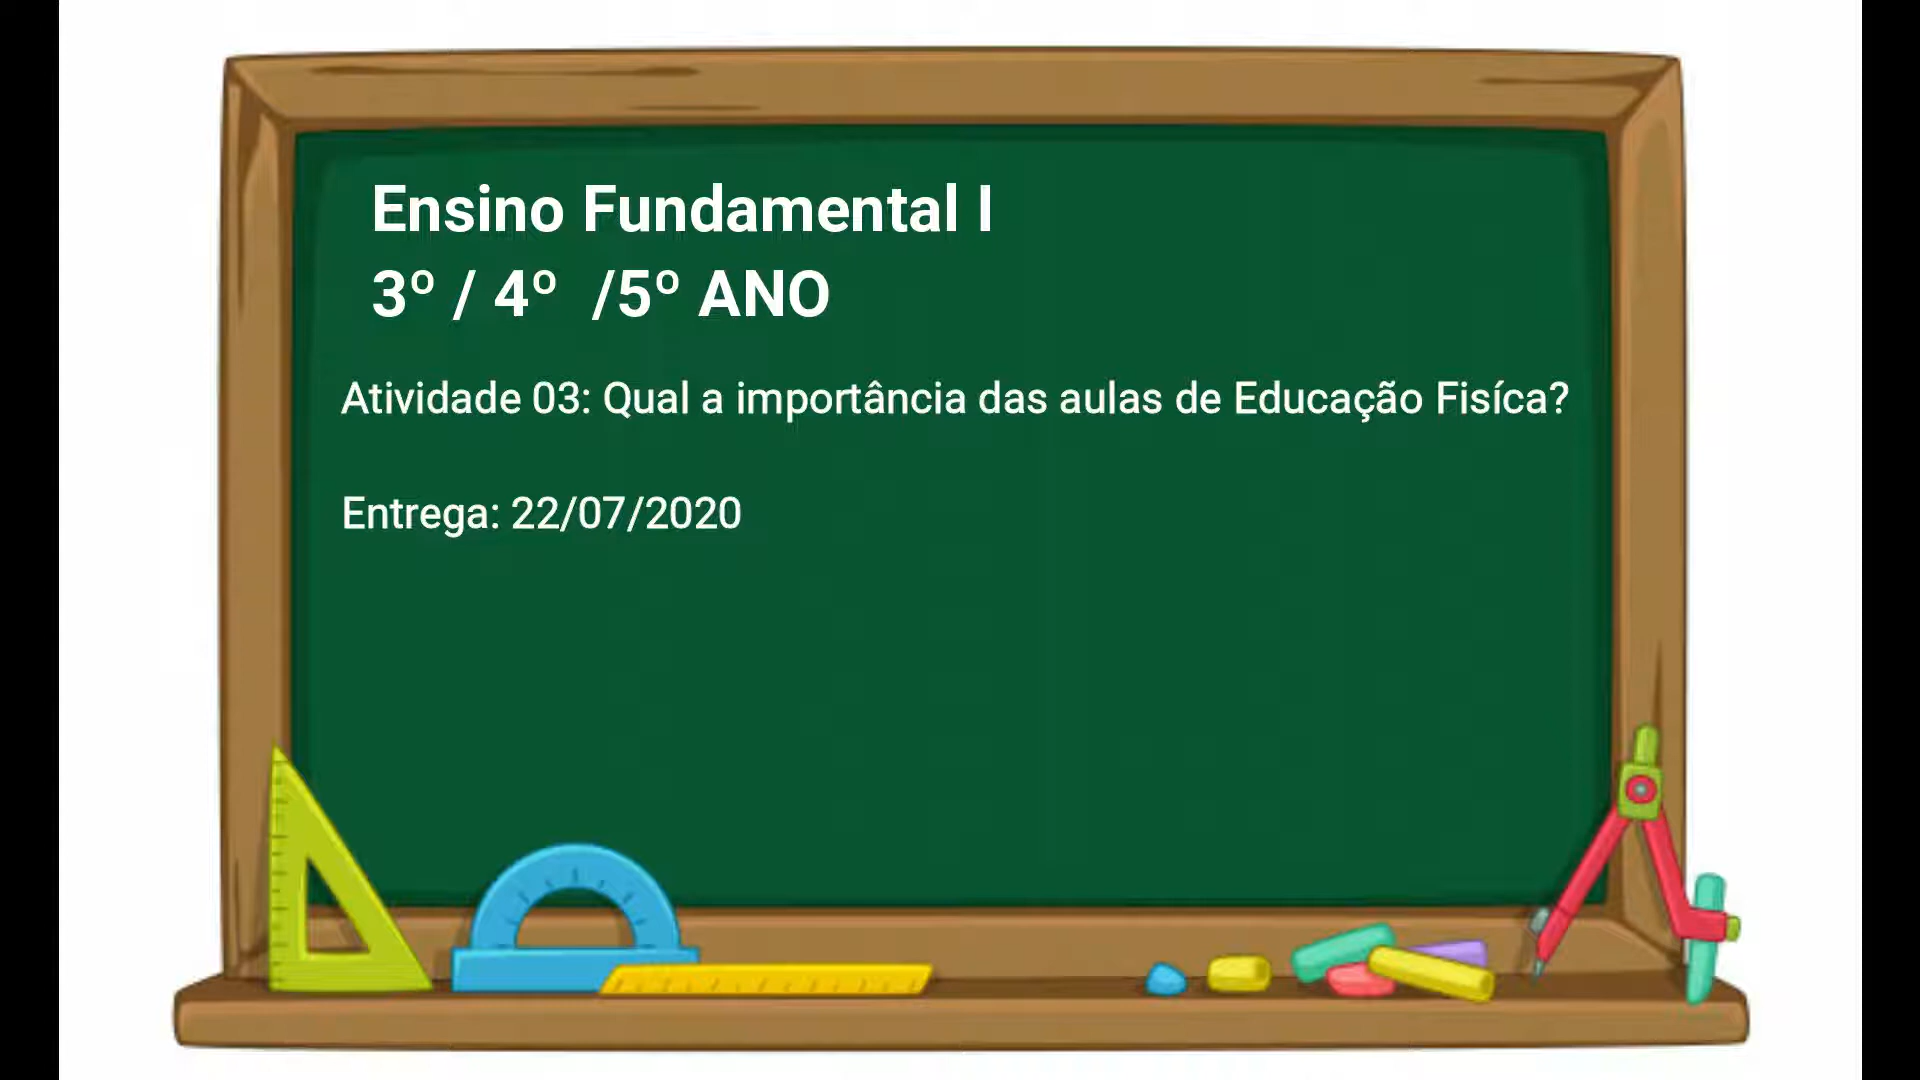 Ensino Fundamental I
3º / 4º  /5º ANO
Atividade 03: Qual a importância das aulas de Educação Fisíca?
Entrega: 22/07/2020